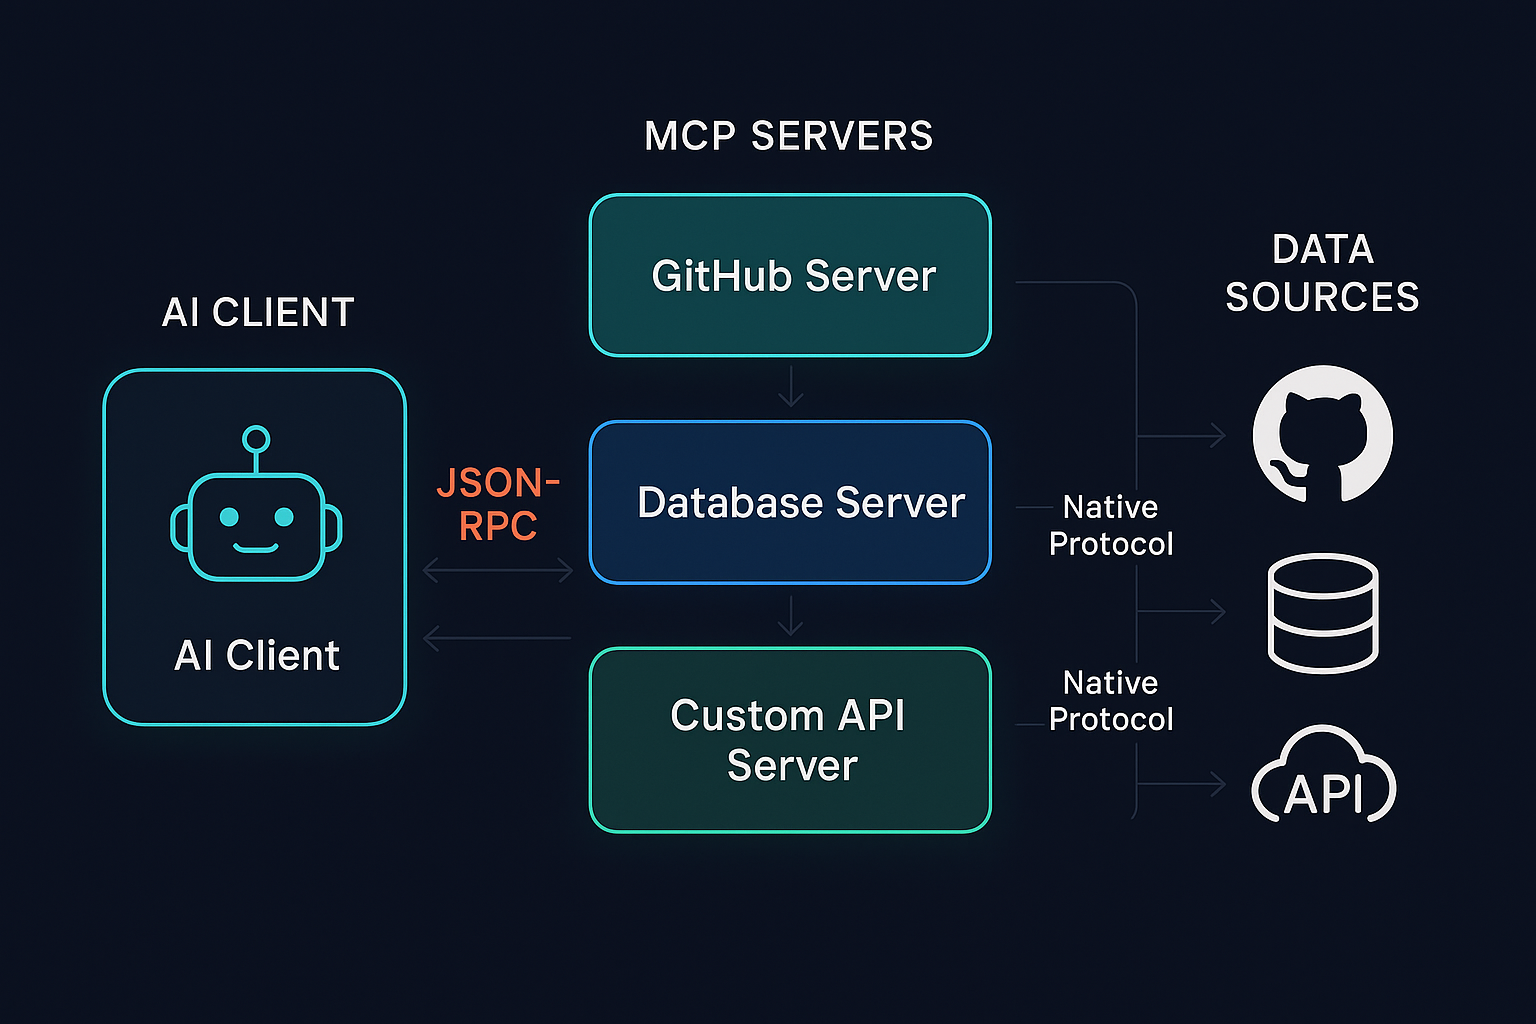 MCP SERVERS
GitHub Server
DATA
SOURCES
AI CLIENT
JSON-
RPC
Database Server
Native
Protocol
AI Client
Custom API
Server
Native
Protocol
API